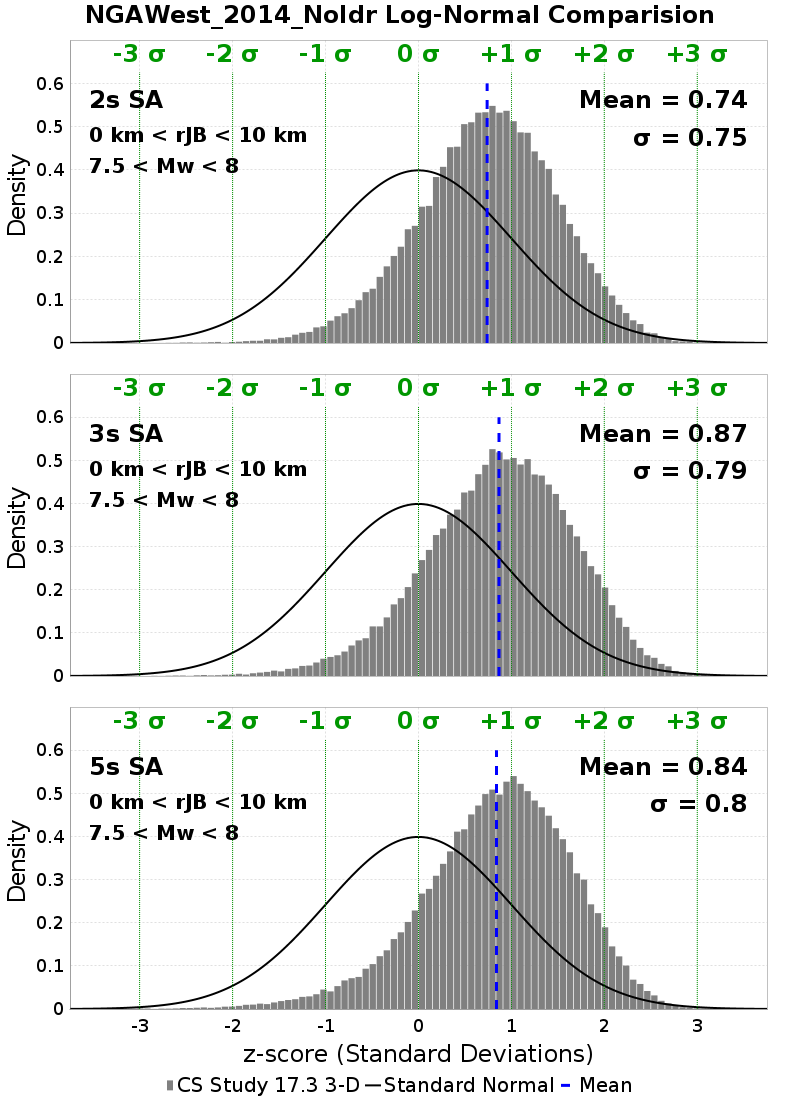 NGAWest_2014_NoIdr Log-Normal Comparision
-3 σ -2 σ -1 σ 0 σ +1 σ +2 σ +3 σ
0.6
2s SA Mean = 0.74
0.5
0 km < rJB < 10 km σ = 0.75
7.5 < Mw < 8
0.4
0.3
0.2
0.1
0
Density
-3 σ -2 σ -1 σ 0 σ +1 σ +2 σ +3 σ
0.6
3s SA Mean = 0.87
0.5
0 km < rJB < 10 km σ = 0.79
7.5 < Mw < 8
0.4
0.3
0.2
0.1
0
Density
-3 σ -2 σ -1 σ 0 σ +1 σ +2 σ +3 σ
0.6
5s SA Mean = 0.84
0.5
0 km < rJB < 10 km σ = 0.8
7.5 < Mw < 8
0.4
0.3
0.2
0.1
0
Density
-3 -2 -1 0 1 2 3
z-score (Standard Deviations)
CS Study 17.3 3-D Standard Normal Mean